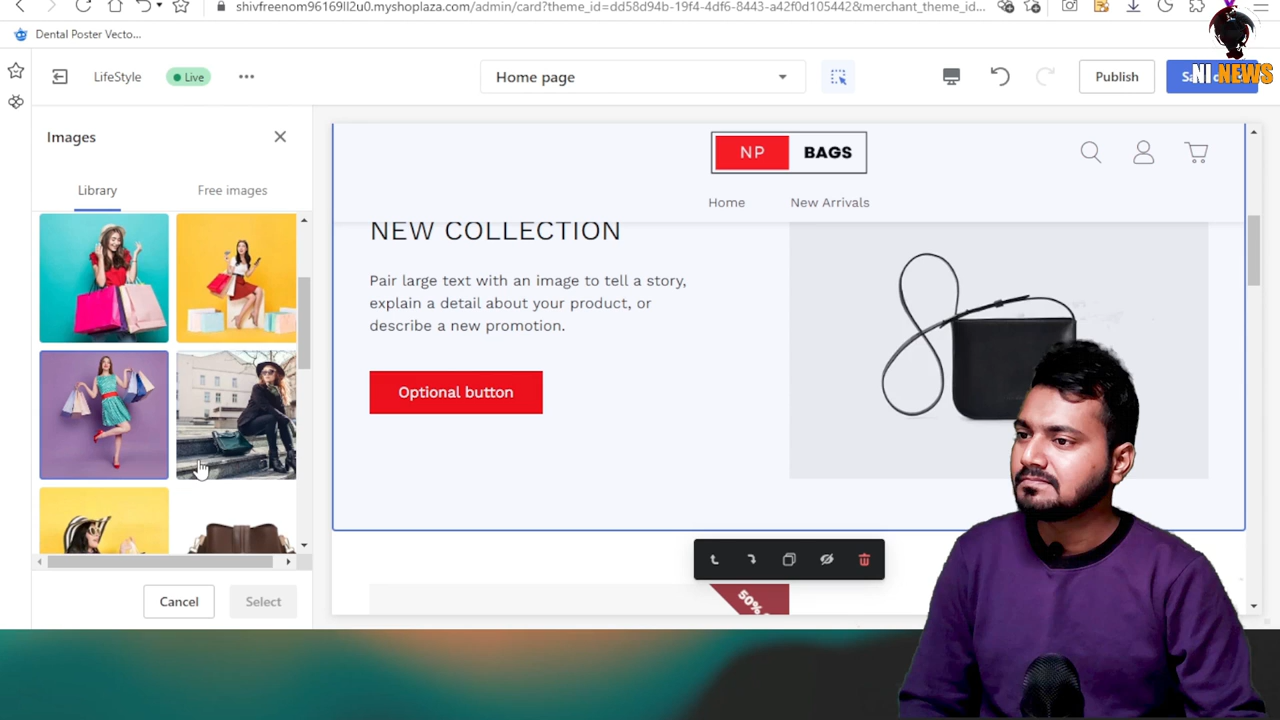 shivfreenom96169ll2u0.myshoplaza.com/admin/card?theme_id=dd58d94b-19f4-4df6-8443-a42f0d105442&merchant_theme_id...
Dental Poster Vecto...
LifeStyle
Live
Home page
Publish
NI NEWS
Images
Library
Free images
NP BAGS
Home
New Arrivals
NEW COLLECTION
Pair large text with an image to tell a story,
explain a detail about your product, or
describe a new promotion.
Optional button
50%
Cancel
Select